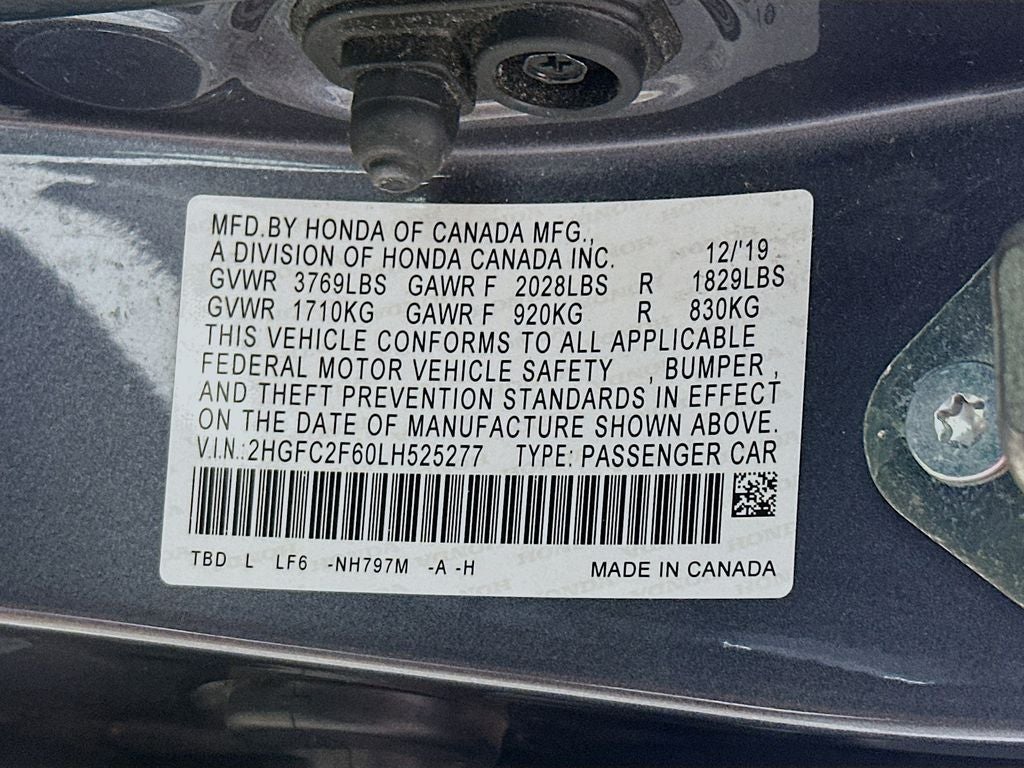 MFD.BY HONDA OF CANADA MFG.,
A DIVISION OF HONDA CANADA INC. 12/'19
GVWR 3769LBS GAWR F 2028LBS R 1829LBS
GVWR 1710KG GAWR F 920KG R 830KG
THIS VEHICLE CONFORMS TO ALL APPLICABLE
FEDERAL MOTOR VEHICLE SAFETY , BUMPER ,
AND THEFT PREVENTION STANDARDS IN EFFECT
ON THE DATE OF MANUFACTURE SHOWN ABOVE.
V.I.N.:2HGFC2F60LH525277 TYPE: PASSENGER CAR
TBD L LF6 -NH797M -A -H MADE IN CANADA